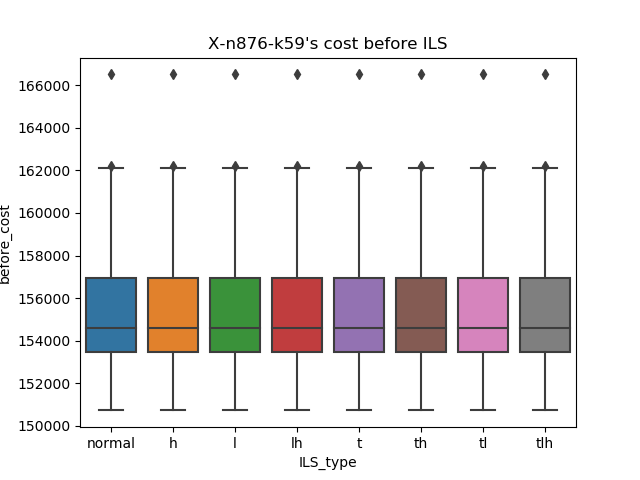 X-n876-k59's cost before ILS
166000
164000
162000
160000
158000
156000
154000
152000
150000
before_cost
normal h l lh t th tl tlh
ILS_type